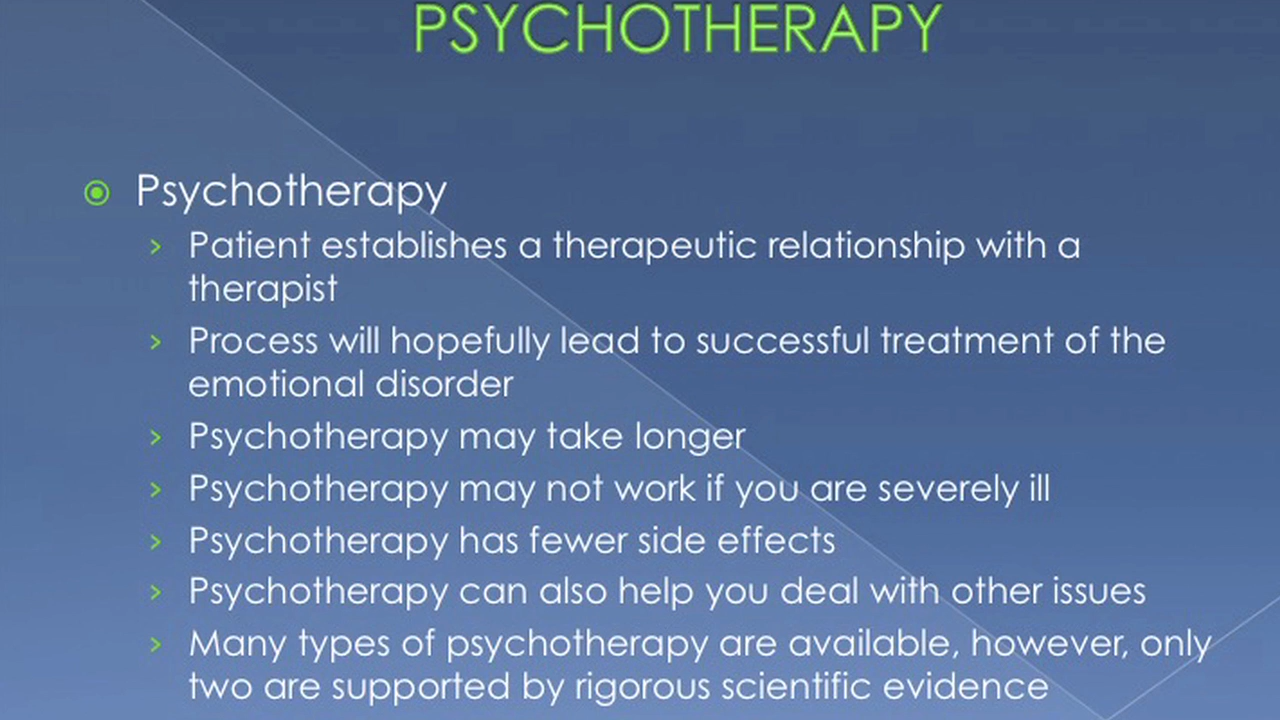 PSYCHOTHERAPY
Psychotherapy
Patient establishes a therapeutic relationship with a
therapist
Process will hopefully lead to successful treatment of the
emotional disorder
Psychotherapy may take longer
Psychotherapy may not work if you are severely ill
Psychotherapy has fewer side effects
Psychotherapy can also help you deal with other issues
Many types of psychotherapy are available, however, only
two are supported by rigorous scientific evidence